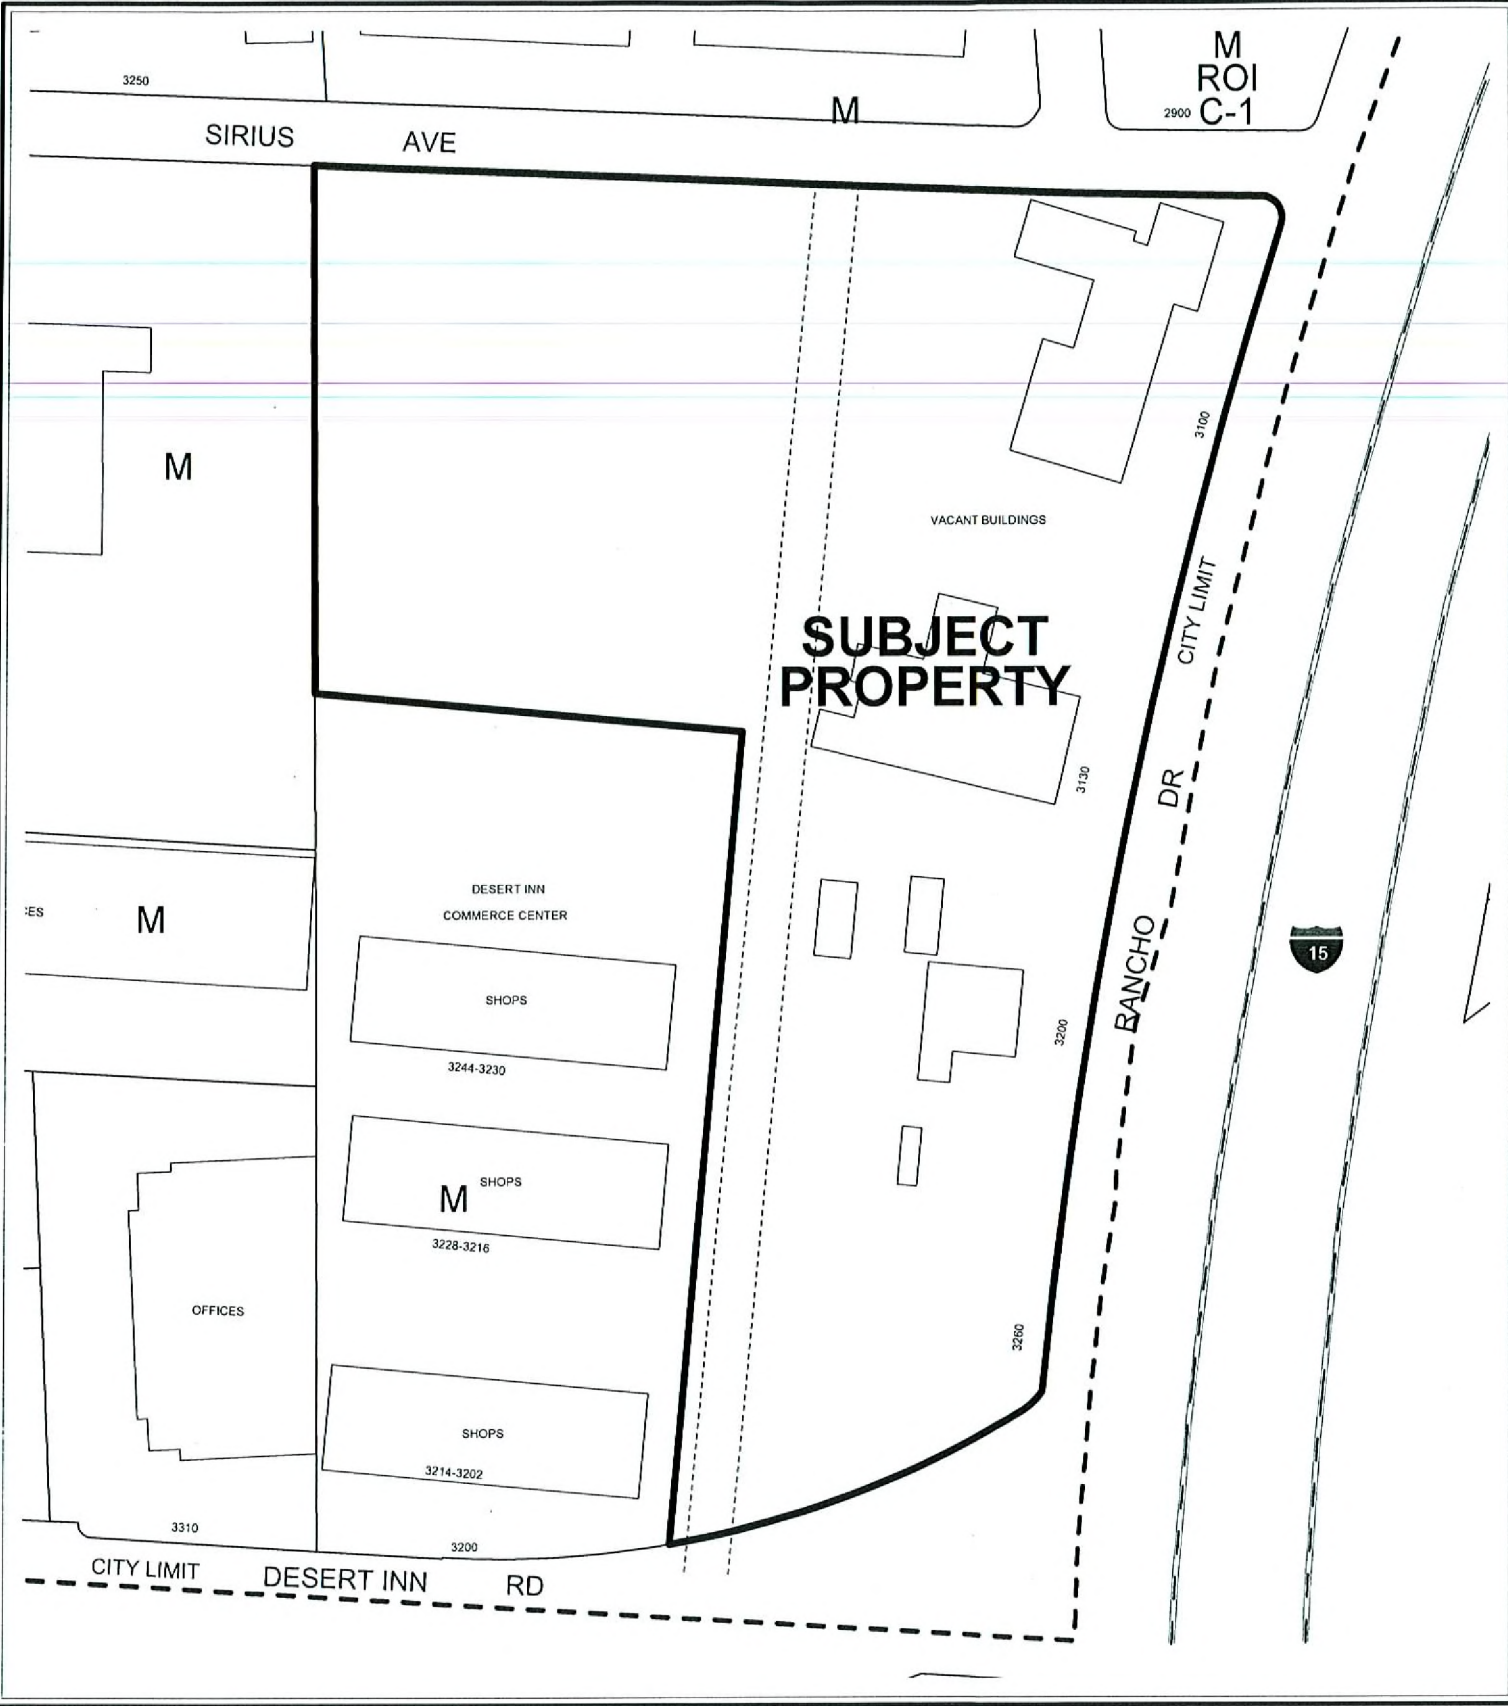 M
ROI
2900 C-1
3250
M
SIRIUS AVE
3100
M
VACANT BUILDINGS
CITY LIMIT
SUBJECT
PROPERTY
3130
DR
DESERT INN
COMMERCE CENTER
M
RANCHO
15
SHOPS
3200
3244-3230
SHOPS
M
3228-3216
OFFICES
3260
SHOPS
3214-3202
3310
3200
CITY LIMIT
DESERT INN RD